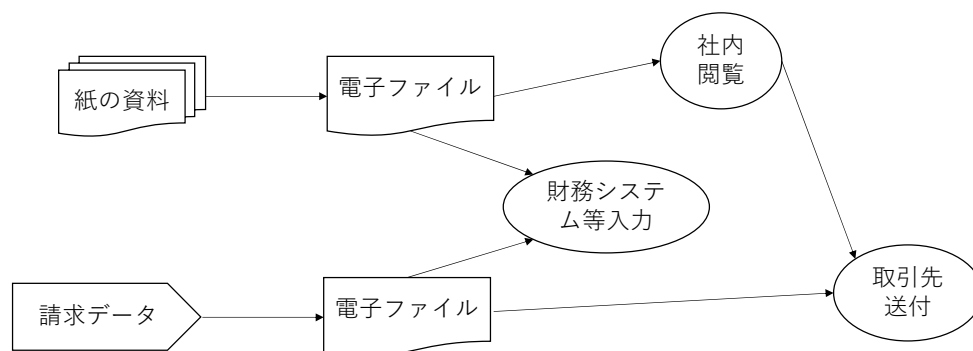 社内
閲覧
紙の資料
電子ファイル
財務システ
ム等入力
取引先
送付
請求データ
電子ファイル